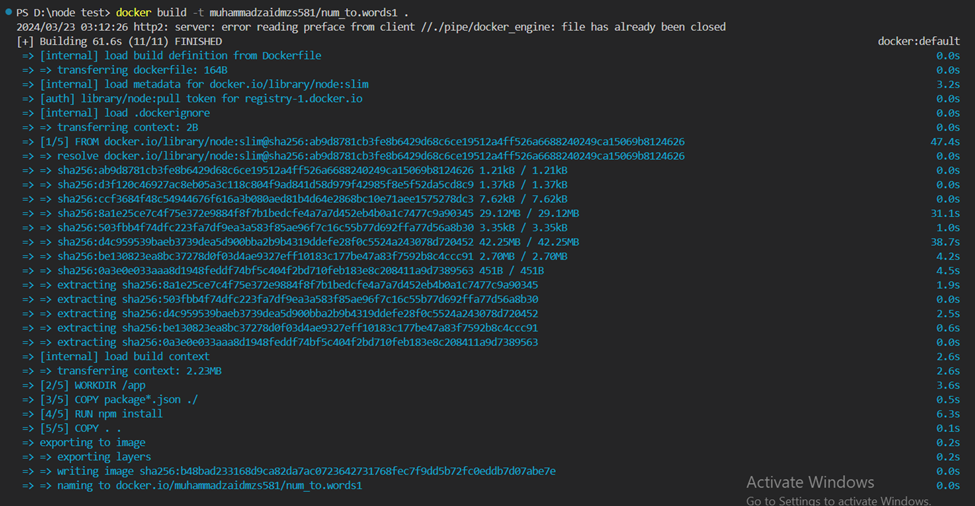 PS D:\node test> docker build -t muhammadzaidmzs581/num_to.words1 .
2024/03/23 03:12:26 http2: server: error reading preface from client //./pipe/docker_engine: file has already been closed
[+] Building 61.6s (11/11) FINISHED docker:default
=> [internal] load build definition from Dockerfile 0.0s
=> => transferring dockerfile: 164B 0.0s
=> [internal] load metadata for docker.io/library/node:slim 3.2s
=> [auth] library/node:pull token for registry-1.docker.io 0.0s
=> [internal] load .dockerignore 0.0s
=> => transferring context: 2B 0.0s
=> [1/5] FROM docker.io/library/node:slim@sha256:ab9d8781cb3fe8b6429d68c6ce19512a4ff526a6688240249ca15069b8124626 47.4s
=> => resolve docker.io/library/node:slim@sha256:ab9d8781cb3fe8b6429d68c6ce19512a4ff526a6688240249ca15069b8124626 0.0s
=> => sha256:ab9d8781cb3fe8b6429d68c6ce19512a4ff526a6688240249ca15069b8124626 1.21kB / 1.21kB 0.0s
=> => sha256:d3f120c46927ac8eb05a3c118c804f9ad841d58d979f42985f8e5f52da5cd8c9 1.37kB / 1.37kB 0.0s
=> => sha256:ccf3684f48c54944676f616a3b080aed81b4d64e2868bc10e71aee1575278dc3 7.62kB / 7.62kB 0.0s
=> => sha256:8a1e25ce7c4f75e372e9884f8f7b1bedcfe4a7a7d452eb4b0a1c7477c9a90345 29.12MB / 29.12MB 31.1s
=> => sha256:503fbb4f74dfc223fa7df9ea3a583f85ae96f7c16c55b77d692ffa77d56a8b30 3.35kB / 3.35kB 1.0s
=> => sha256:d4c959539baeb3739dea5d900bba2b9b4319ddefe28f0c5524a243078d720452 42.25MB / 42.25MB 38.7s
=> => sha256:be130823ea8bc37278d0f03d4ae9327eff10183c177be47a83f7592b8c4ccc91 2.70MB / 2.70MB 4.2s
=> => sha256:0a3e0e033aaa8d1948feddf74bf5c404f2bd710feb183e8c208411a9d7389563 451B / 451B 4.5s
=> => extracting sha256:8a1e25ce7c4f75e372e9884f8f7b1bedcfe4a7a7d452eb4b0a1c7477c9a90345 1.9s
=> => extracting sha256:503fbb4f74dfc223fa7df9ea3a583f85ae96f7c16c55b77d692ffa77d56a8b30 0.0s
=> => extracting sha256:d4c959539baeb3739dea5d900bba2b9b4319ddefe28f0c5524a243078d720452 2.5s
=> => extracting sha256:be130823ea8bc37278d0f03d4ae9327eff10183c177be47a83f7592b8c4ccc91 0.6s
=> => extracting sha256:0a3e0e033aaa8d1948feddf74bf5c404f2bd710feb183e8c208411a9d7389563 0.0s
=> [internal] load build context 2.6s
=> => transferring context: 2.23MB 2.6s
=> [2/5] WORKDIR /app 3.6s
=> [3/5] COPY package*.json ./ 0.5s
=> [4/5] RUN npm install 6.3s
=> [5/5] COPY . . 0.1s
=> exporting to image 0.2s
=> => exporting layers 0.2s
=> => writing image sha256:b48bad233168d9ca82da7ac0723642731768fec7f9dd5b72fc0eddb7d07abe7e 0.0s
=> => naming to docker.io/muhammadzaidmzs581/num_to.words1 0.0s
Activate Windows
Go to Settings to activate Windows.